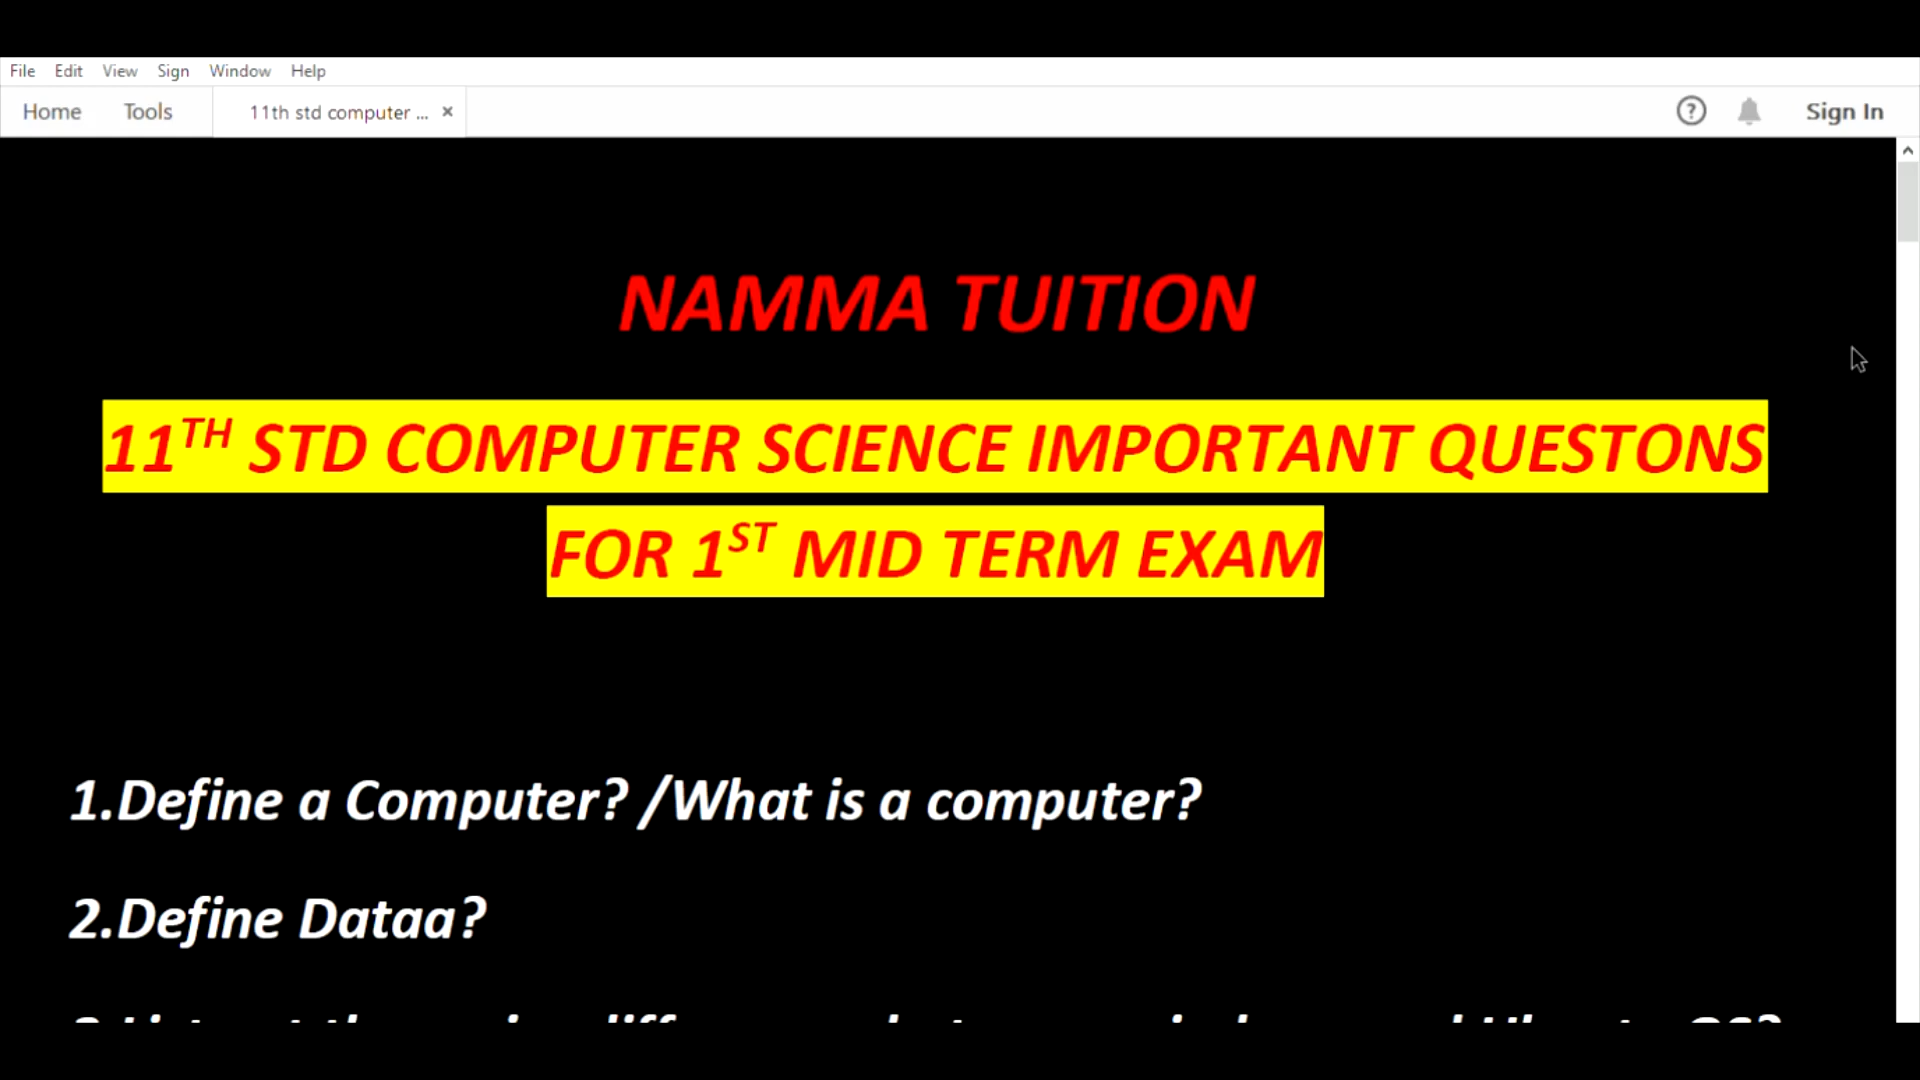 File Edit View Sign Window Help
Home Tools 11th std computer ... × ? Sign In
NAMMA TUITION
11TH STD COMPUTER SCIENCE IMPORTANT QUESTONS
FOR 1ST MID TERM EXAM
1.Define a Computer? /What is a computer?
2.Define Dataa?